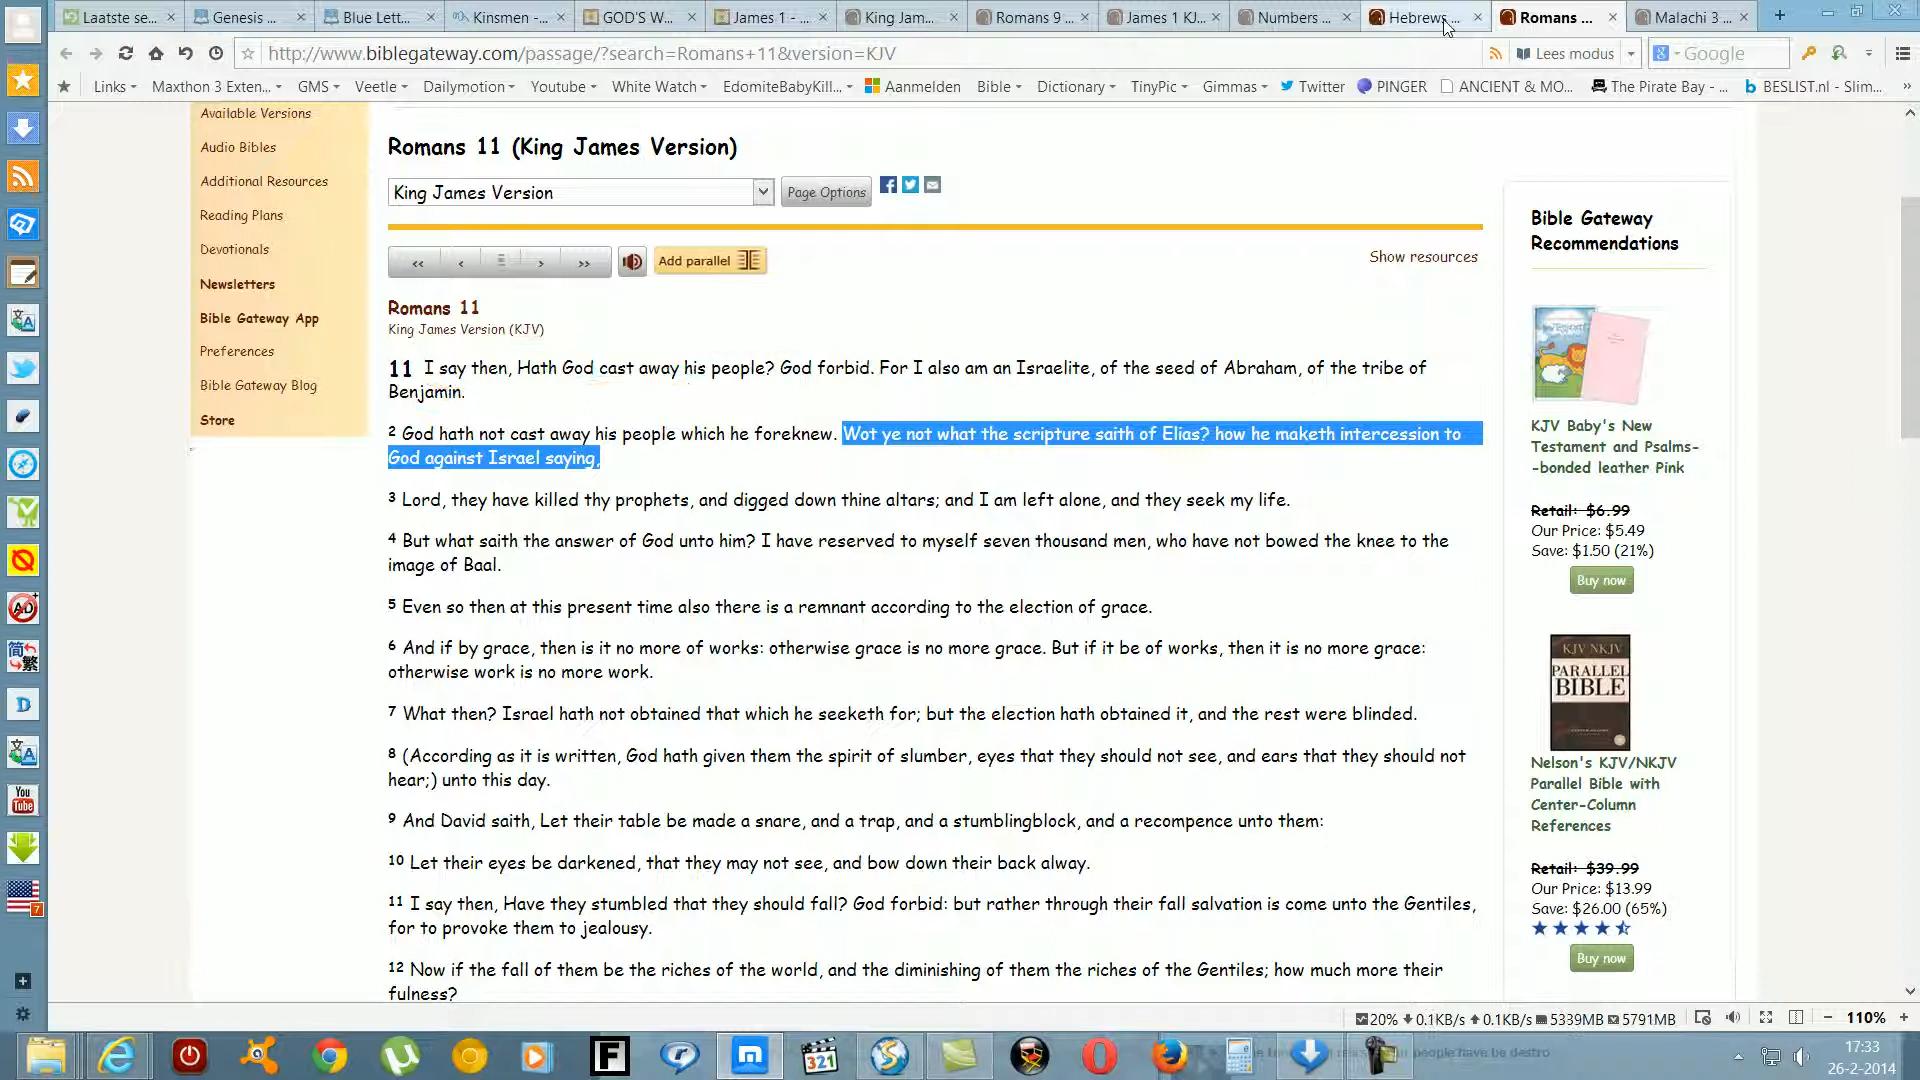 Laatste se...
Genesis ...
Blue Lett...
Kinsmen -...
GOD'S W...
James 1 - ...
King Jam...
Romans 9 ...
James 1 KJ...
Numbers ...
Hebrews ...
Romans ...
Malachi 3 ...
http://www.biblegateway.com/passage/?search=Romans+11&version=KJV
Lees modus
Google
Links
Maxthon 3 Exten...
GMS
Veetle
Dailymotion
Youtube
White Watch
EdomiteBabyKill...
Aanmelden
Bible
Dictionary
TinyPic
Gimmas
Twitter
PINGER
ANCIENT & MO...
The Pirate Bay - ...
BESLIST.nl - Slim...
Available Versions
Audio Bibles
Additional Resources
Reading Plans
Devotionals
Newsletters
Bible Gateway App
Preferences
Bible Gateway Blog
Store
Romans 11 (King James Version)
King James Version
Page Options
Add parallel
Show resources
Romans 11
King James Version (KJV)
11 I say then, Hath God cast away his people? God forbid. For I also am an Israelite, of the seed of Abraham, of the tribe of
Benjamin.
2 God hath not cast away his people which he foreknew. Wot ye not what the scripture saith of Elias? how he maketh intercession to
God against Israel saying,
3 Lord, they have killed thy prophets, and digged down thine altars; and I am left alone, and they seek my life.
4 But what saith the answer of God unto him? I have reserved to myself seven thousand men, who have not bowed the knee to the
image of Baal.
5 Even so then at this present time also there is a remnant according to the election of grace.
6 And if by grace, then is it no more of works: otherwise grace is no more grace. But if it be of works, then it is no more grace:
otherwise work is no more work.
7 What then? Israel hath not obtained that which he seeketh for; but the election hath obtained it, and the rest were blinded.
8 (According as it is written, God hath given them the spirit of slumber, eyes that they should not see, and ears that they should not
hear;) unto this day.
9 And David saith, Let their table be made a snare, and a trap, and a stumblingblock, and a recompence unto them:
10 Let their eyes be darkened, that they may not see, and bow down their back alway.
11 I say then, Have they stumbled that they should fall? God forbid: but rather through their fall salvation is come unto the Gentiles,
for to provoke them to jealousy.
12 Now if the fall of them be the riches of the world, and the diminishing of them the riches of the Gentiles; how much more their
fulness?
Bible Gateway
Recommendations
KJV Baby's New
Testament and Psalms-
-bonded leather Pink
Retail: $6.99
Our Price: $5.49
Save: $1.50 (21%)
Buy now
KJV NKJV
PARALLEL
BIBLE
Nelson's KJV/NKJV
Parallel Bible with
Center-Column
References
Retail: $39.99
Our Price: $13.99
Save: $26.00 (65%)
Buy now
20% 0.1KB/s 0.1KB/s 5339MB 5791MB
110%
You
Tube
AD
D
简繁
7
F
321
17:33
26-2-2014